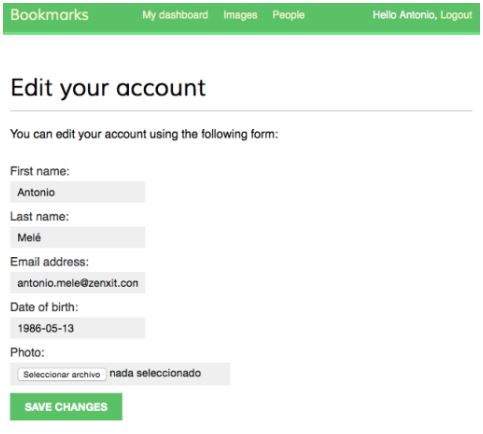 Bookmarks My dashboard Images People Hello Antonio, Logout
Edit your account
You can edit your account using the following form:
First name:
Antonio
Last name:
Melé
Email address:
antonio.mele@zenxit.com
Date of birth:
1986-05-13
Photo:
Seleccionar archivo nada seleccionado
SAVE CHANGES